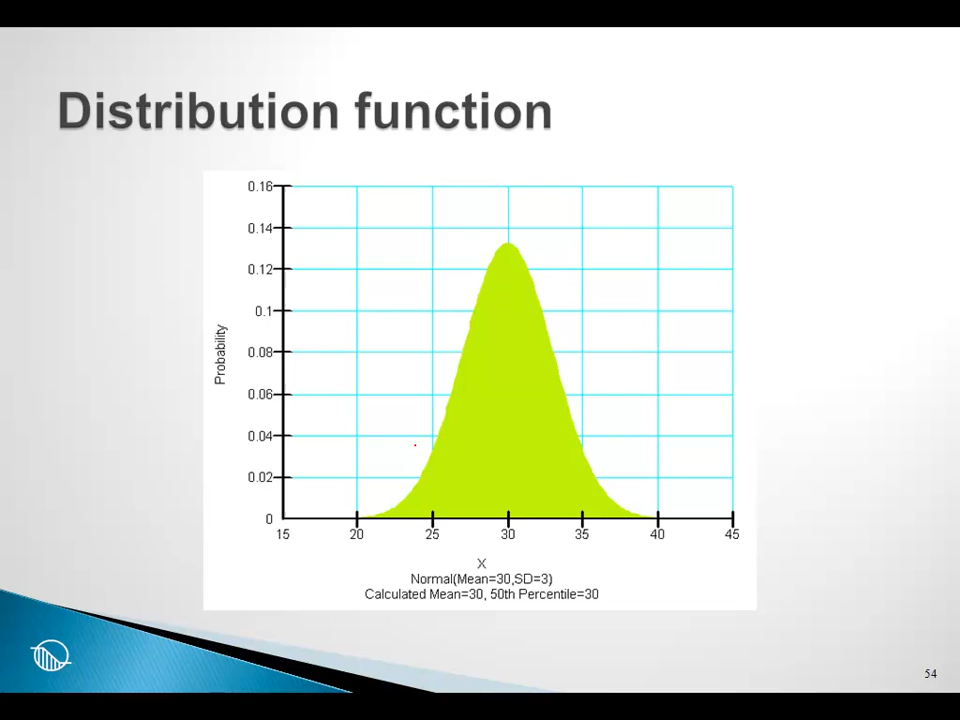 Distribution function
0.16
0.14
0.12
0.1
0.08
0.06
0.04
0.02
0
Probability
15 20 25 30 35 40 45
X
Normal(Mean=30,SD=3)
Calculated Mean=30, 50th Percentile=30
54